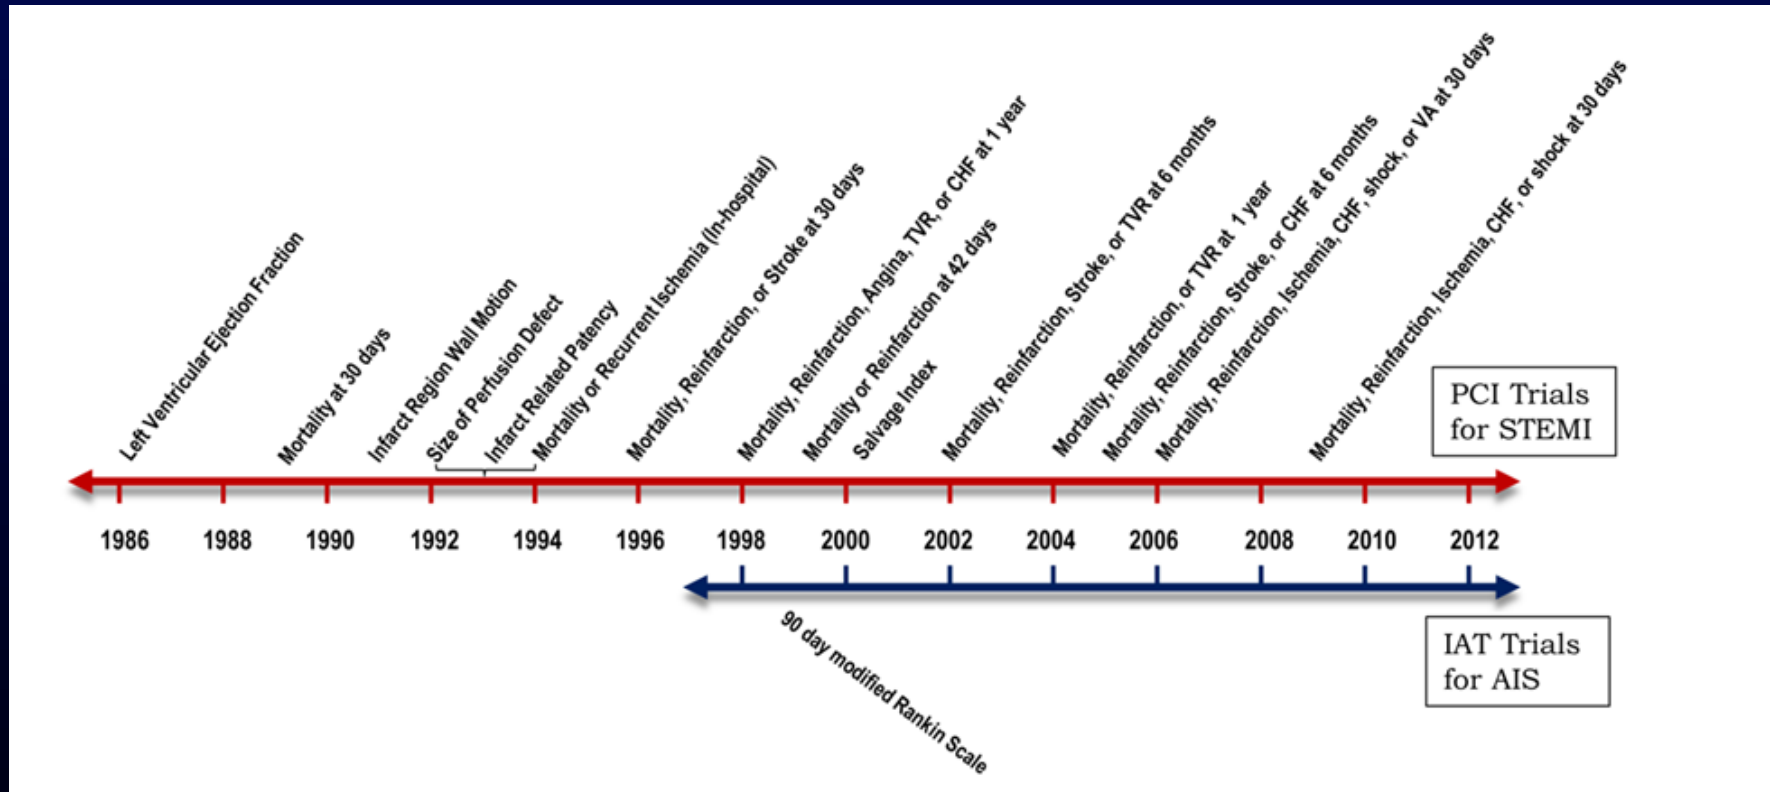 Left Ventricular Ejection Fraction
Mortality at 30 days
Infarct Region Wall Motion
Size of Perfusion Defect
Infarct Related Patency
Mortality or Recurrent Ischemia (In-hospital)
Mortality, Reinfarction, or Stroke at 30 days
Mortality, Reinfarction, Angina, TVR, or CHF at 1 year
Mortality or Reinfarction at 42 days
Salvage Index
Mortality, Reinfarction, Stroke, or TVR at 6 months
Mortality, Reinfarction, or TVR at 1 year
Mortality, Reinfarction, Stroke, or CHF at 6 months
Mortality, Reinfarction, Ischemia, CHF, shock, or VA at 30 days
Mortality, Reinfarction, Ischemia, CHF, or shock at 30 days
PCI Trials
for STEMI
1986 1988 1990 1992 1994 1996 1998 2000 2002 2004 2006 2008 2010 2012
90 day modified Rankin Scale
IAT Trials
for AIS